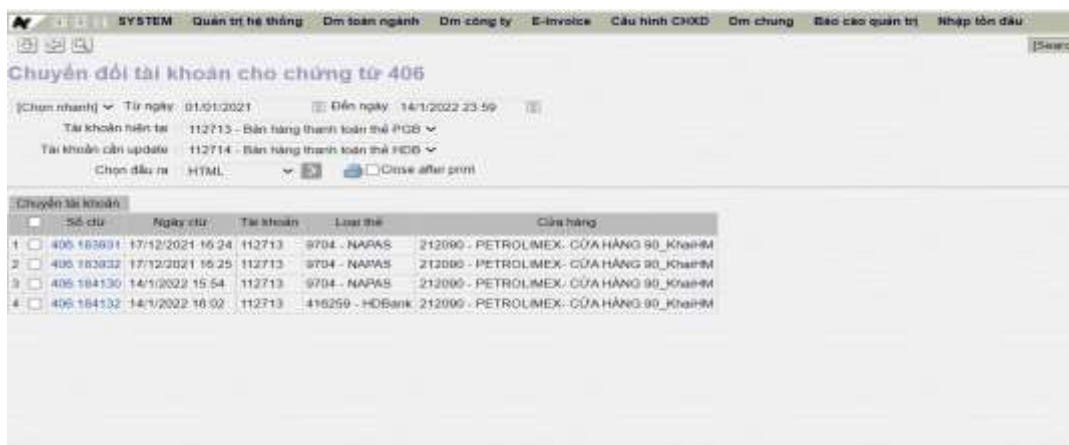 SYSTEM Quản trị hệ thống Dm toàn ngành Dm công ty E-Invoice Cấu hình CHXD Dm chung Báo cáo quản trị Nhập tồn đầu
[Searc
Chuyển đổi tài khoản cho chứng từ 406
[Chọn nhanh] Từ ngày 01/01/2021 Đến ngày 14/1/2022 23:59
Tài khoản hiện tại 112713 - Bán hàng thanh toán thẻ PGB
Tài khoản cần update 112714 - Bán hàng thanh toán thẻ HDB
Chọn đầu ra HTML Close after print
Chuyển tài khoản
Số ctừ Ngày ctừ Tài khoản Loại thẻ Cửa hàng
1 406.183931 17/12/2021 16:24 112713 9704 - NAPAS 212090 - PETROLIMEX- CỬA HÀNG 90_KhaiHM
2 406.183932 17/12/2021 16:25 112713 9704 - NAPAS 212090 - PETROLIMEX- CỬA HÀNG 90_KhaiHM
3 406.184130 14/1/2022 15:54 112713 9704 - NAPAS 212090 - PETROLIMEX- CỬA HÀNG 90_KhaiHM
4 406.184132 14/1/2022 16:02 112713 416259 - HDBank 212090 - PETROLIMEX- CỬA HÀNG 90_KhaiHM